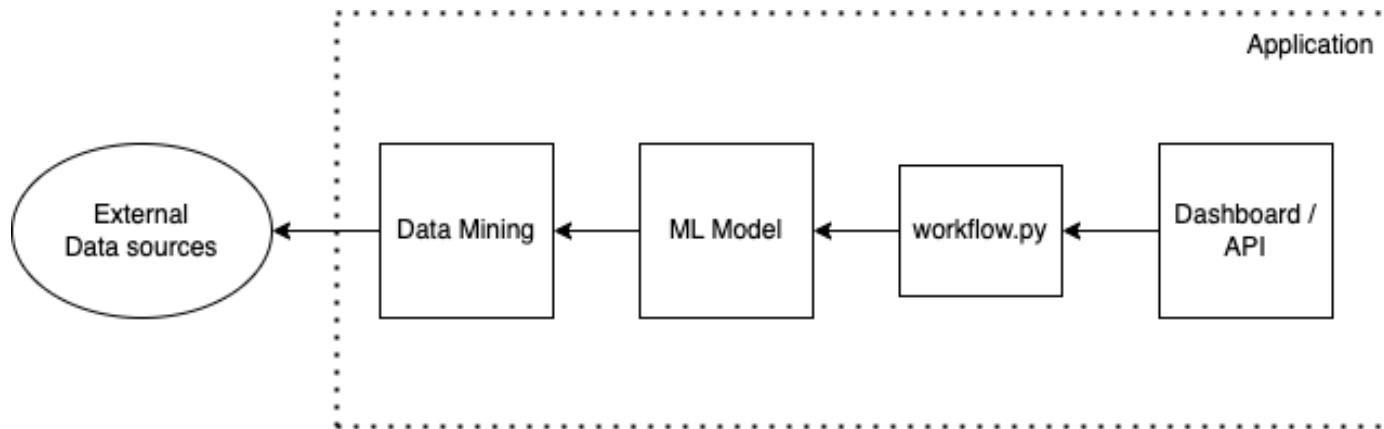 Application
External
Data sources
Data Mining
ML Model
workflow.py
Dashboard /
API